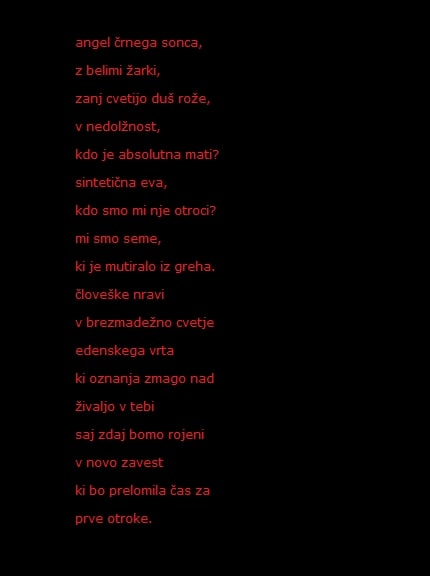 angel črnega sonca,
z belimi žarki,
zanj cvetijo duš rože,
v nedolžnost,
kdo je absolutna mati?
sintetična eva,
kdo smo mi nje otroci?
mi smo seme,
ki je mutiralo iz greha.
človeške nravi
v brezmadežno cvetje
edenskega vrta
ki oznanja zmago nad
živaljo v tebi
saj zdaj bomo rojeni
v novo zavest
ki bo prelomila čas za
prve otroke.